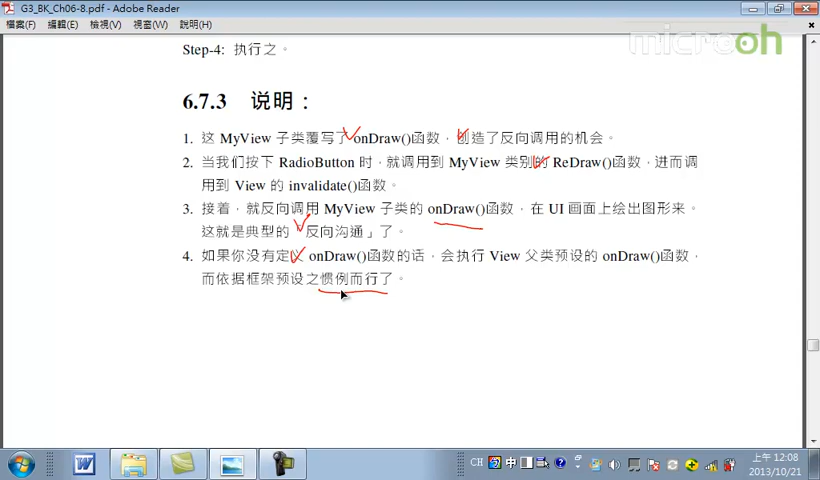 G3_BK_Ch06-8.pdf - Adobe Reader
檔案(F) 編輯(E) 檢視(V) 視窗(W) 說明(H)
microoh
Step-4: 执行之。
6.7.3 说明：
1. 这 MyView 子类覆写了 onDraw()函数，创造了反向调用的机会。
2. 当我们按下 RadioButton 时，就调用到 MyView 类别的 ReDraw()函数，进而调
用到 View 的 invalidate()函数。
3. 接着，就反向调用 MyView 子类的 onDraw()函数，在 UI 画面上绘出图形来。
这就是典型的「反向沟通」了。
4. 如果你没有定义 onDraw()函数的话，会执行 View 父类预设的 onDraw()函数，
而依据框架预设之惯例而行了。
CH 中
上午 12:08
2013/10/21